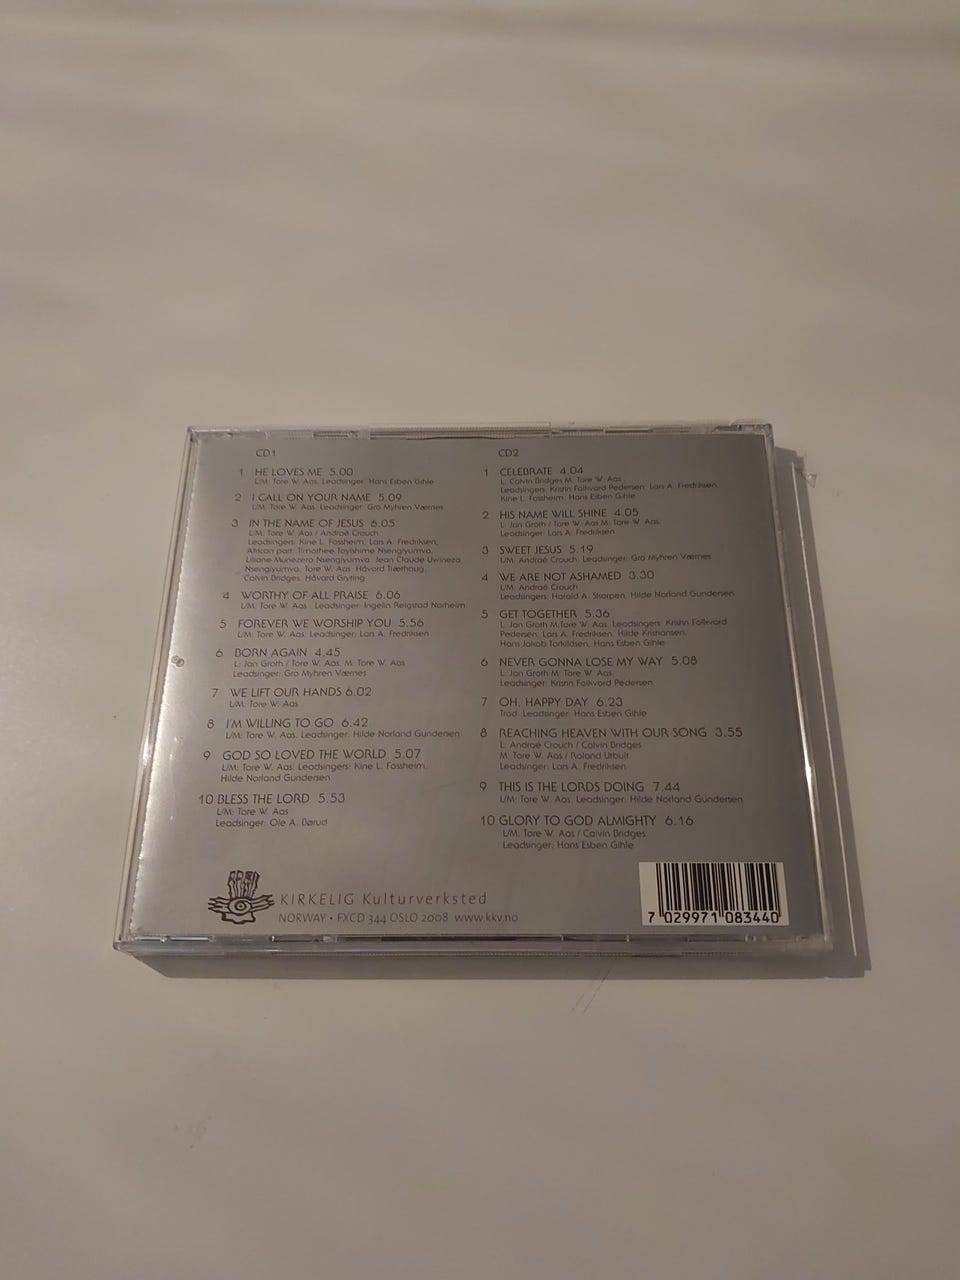 CD1
1 HE LOVES ME 5.00
L/M: Tore W. Aas. Leadsinger: Hans Esben Gihle
2 I CALL ON YOUR NAME 5.09
L/M: Tore W. Aas. Leadsinger: Gro Myhren Værnes
3 IN THE NAME OF JESUS 6.05
L/M: Tore W. Aas / Andraé Crouch
Leadsingers: Kine L. Fossheim, Lars A. Fredriksen,
African part: Timothee Toyishime Nsengiyumva,
Liliane Munezero Nsengiyumva, Jean Claude Uwineza
Nsengiyumva, Tore W. Aas, Håvard Trærhaug,
Calvin Bridges, Håvard Gryting
4 WORTHY OF ALL PRAISE 6.06
L/M: Tore W. Aas Leadsinger: Ingelin Reigstad Norheim
5 FOREVER WE WORSHIP YOU 5.56
L/M: Tore W. Aas. Leadsinger: Lars A. Fredriksen
6 BORN AGAIN 4.45
L: Jan Groth / Tore W. Aas. M: Tore W. Aas
Leadsinger: Gro Myhren Værnes
7 WE LIFT OUR HANDS 6.02
L/M: Tore W. Aas
8 I'M WILLING TO GO 6.42
L/M: Tore W. Aas. Leadsinger: Hilde Norland Gundersen
9 GOD SO LOVED THE WORLD 5.07
L/M: Tore W. Aas. Leadsingers: Kine L. Fossheim,
Hilde Norland Gundersen
10 BLESS THE LORD 5.53
L/M: Tore W. Aas
Leadsinger: Ole A. Børud
CD2
1 CELEBRATE 4.04
L: Calvin Bridges M: Tore W. Aas
Leadsingers: Kristin Folkvord Pedersen, Lars A. Fredriksen,
Kine L. Fossheim, Hans Esben Gihle
2 HIS NAME WILL SHINE 4.05
L: Jan Groth / Tore W. Aas M: Tore W. Aas.
Leadsinger: Lars A. Fredriksen
3 SWEET JESUS 5.19
L/M: Andraé Crouch. Leadsinger: Gro Myhren Værnes
4 WE ARE NOT ASHAMED 3.30
L/M: Andraé Crouch
Leadsingers: Harald A. Skorpen, Hilde Norland Gundersen
5 GET TOGETHER 5.36
L: Jan Groth M:Tore W. Aas. Leadsingers: Kristin Folkvord
Pedersen, Lars A. Fredriksen, Hilde Kristiansen,
Hans Jakob Torkildsen, Hans Esben Gihle
6 NEVER GONNA LOSE MY WAY 5.08
L: Jan Groth M: Tore W. Aas
Leadsinger: Kristin Folkvord Pedersen
7 OH, HAPPY DAY 6.23
Trad. Leadsinger: Hans Esben Gihle
8 REACHING HEAVEN WITH OUR SONG 3.55
L: Andraé Crouch / Calvin Bridges
M: Tore W. Aas / Roland Utbult
Leadsinger: Lars A. Fredriksen
9 THIS IS THE LORDS DOING 7.44
L/M: Tore W. Aas. Leadsinger: Hilde Norland Gundersen
10 GLORY TO GOD ALMIGHTY 6.16
L/M: Tore W. Aas / Calvin Bridges
Leadsinger: Hans Esben Gihle
KIRKELIG Kulturverksted
NORWAY • FXCD 344 OSLO 2008 www.kkv.no
7 029971 083440